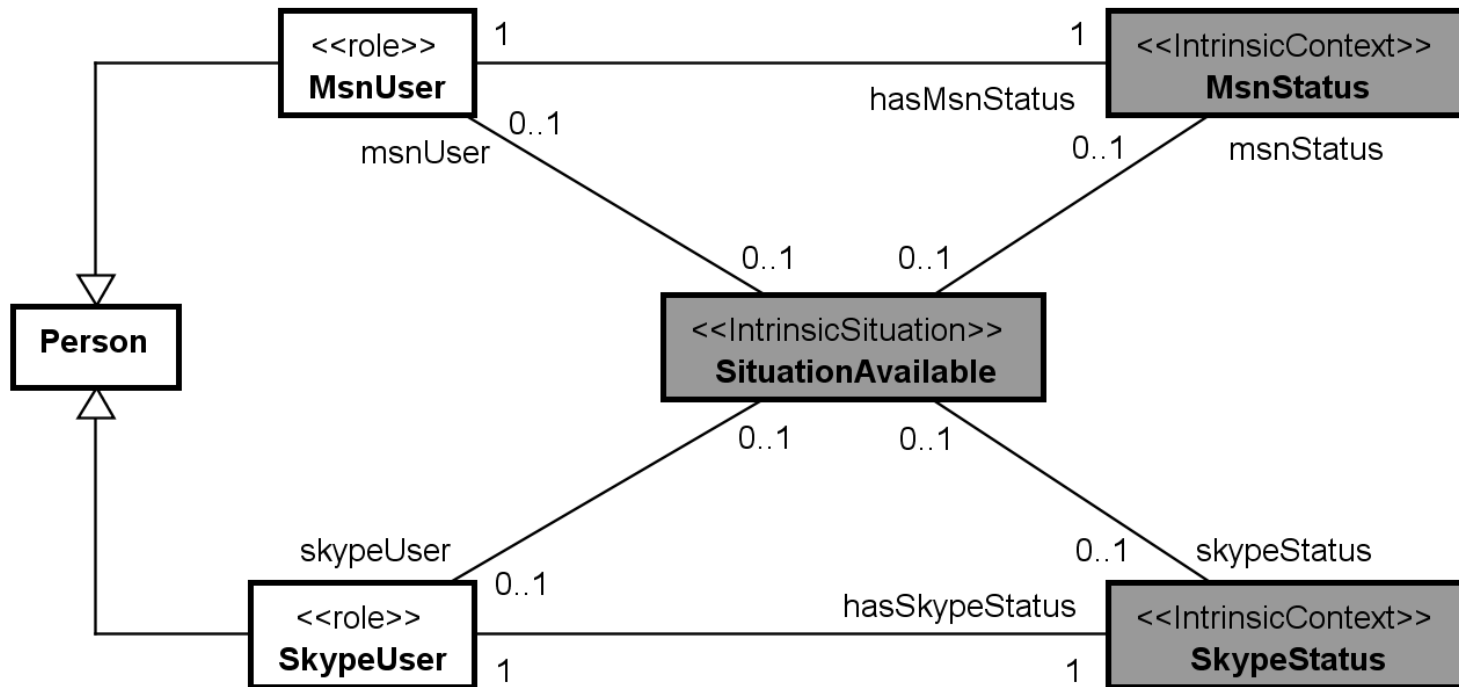 <<role>>
MsnUser
1
1
<<IntrinsicContext>>
MsnStatus
hasMsnStatus
0..1
msnUser
0..1
msnStatus
0..1
0..1
Person
<<IntrinsicSituation>>
SituationAvailable
0..1
0..1
skypeUser
0..1
0..1
skypeStatus
<<role>>
SkypeUser
hasSkypeStatus
1
1
<<IntrinsicContext>>
SkypeStatus